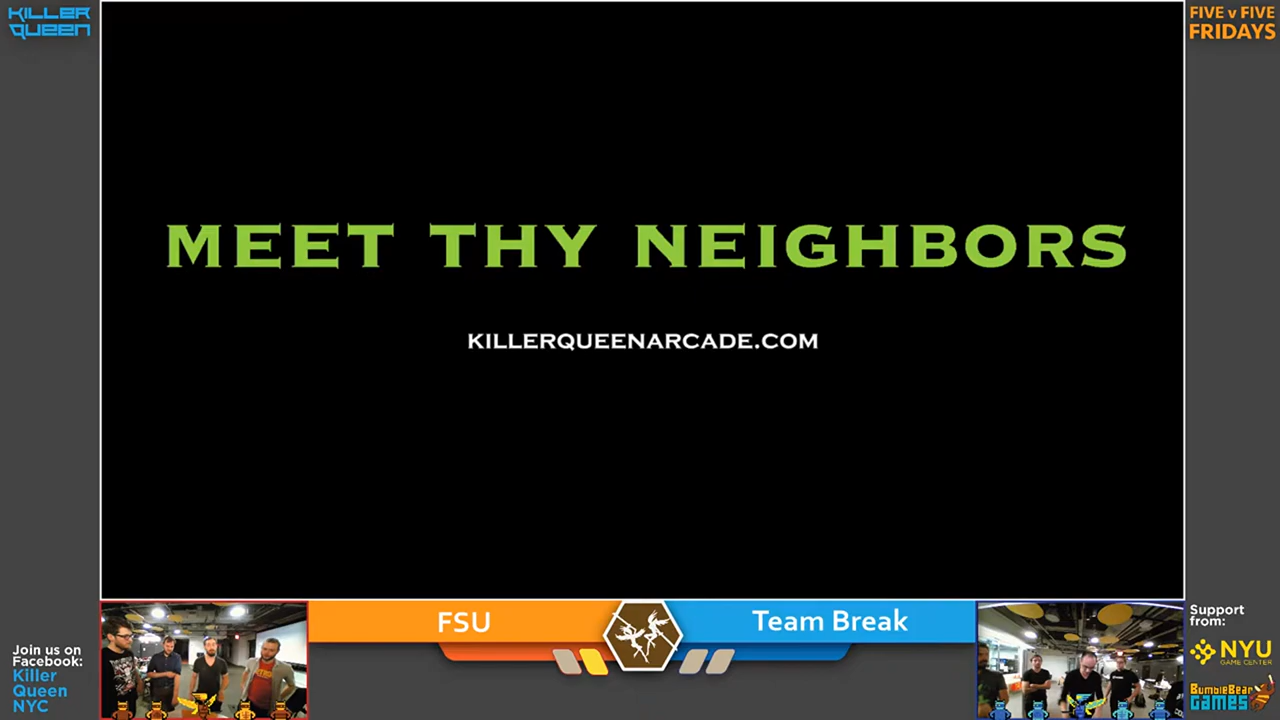 KILLER
QUEEN
FIVE v FIVE
FRIDAYS
MEET THY NEIGHBORS
KILLERQUEENARCADE.COM
FSU
Team Break
Join us on
Facebook:
Killer
Queen
NYC
Support
from:
NYU
GAME CENTER
BumbleBear
GAMES